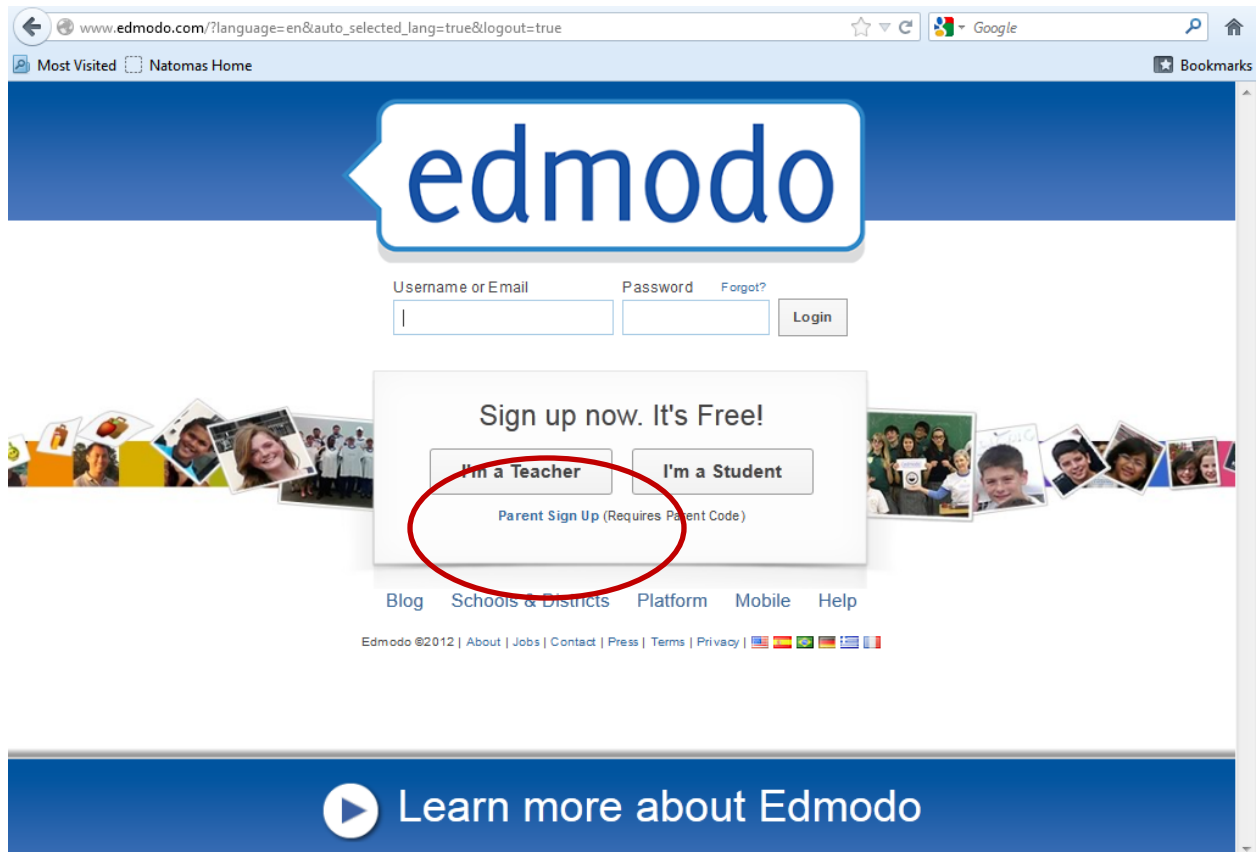 www.edmodo.com/?language=en&auto_selected_lang=true&logout=true
Google
Most Visited
Natomas Home
Bookmarks
edmodo
Username or Email
Password
Forgot?
Login
Sign up now. It's Free!
I'm a Teacher
I'm a Student
Parent Sign Up (Requires Parent Code)
Blog Schools & Districts Platform Mobile Help
Edmodo ©2012 | About | Jobs | Contact | Press | Terms | Privacy |
Learn more about Edmodo